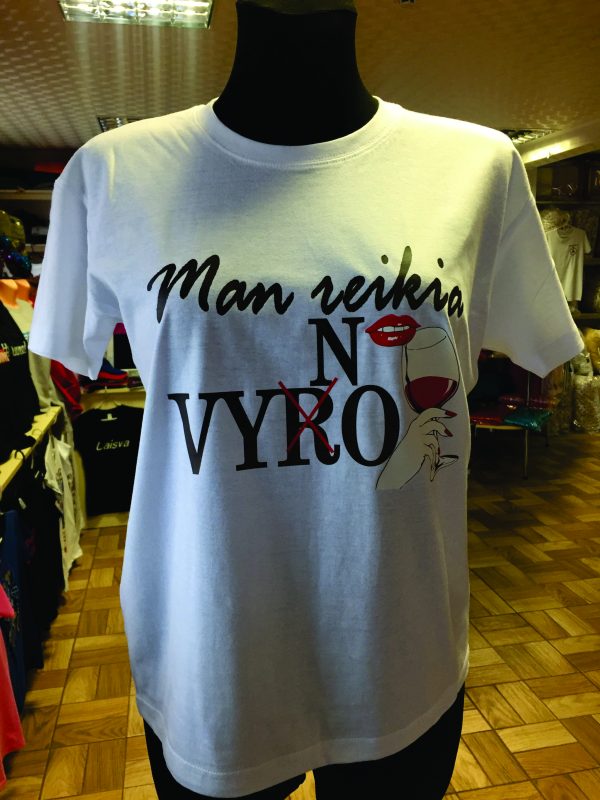 Man reikia
N
VYRO
Laisva